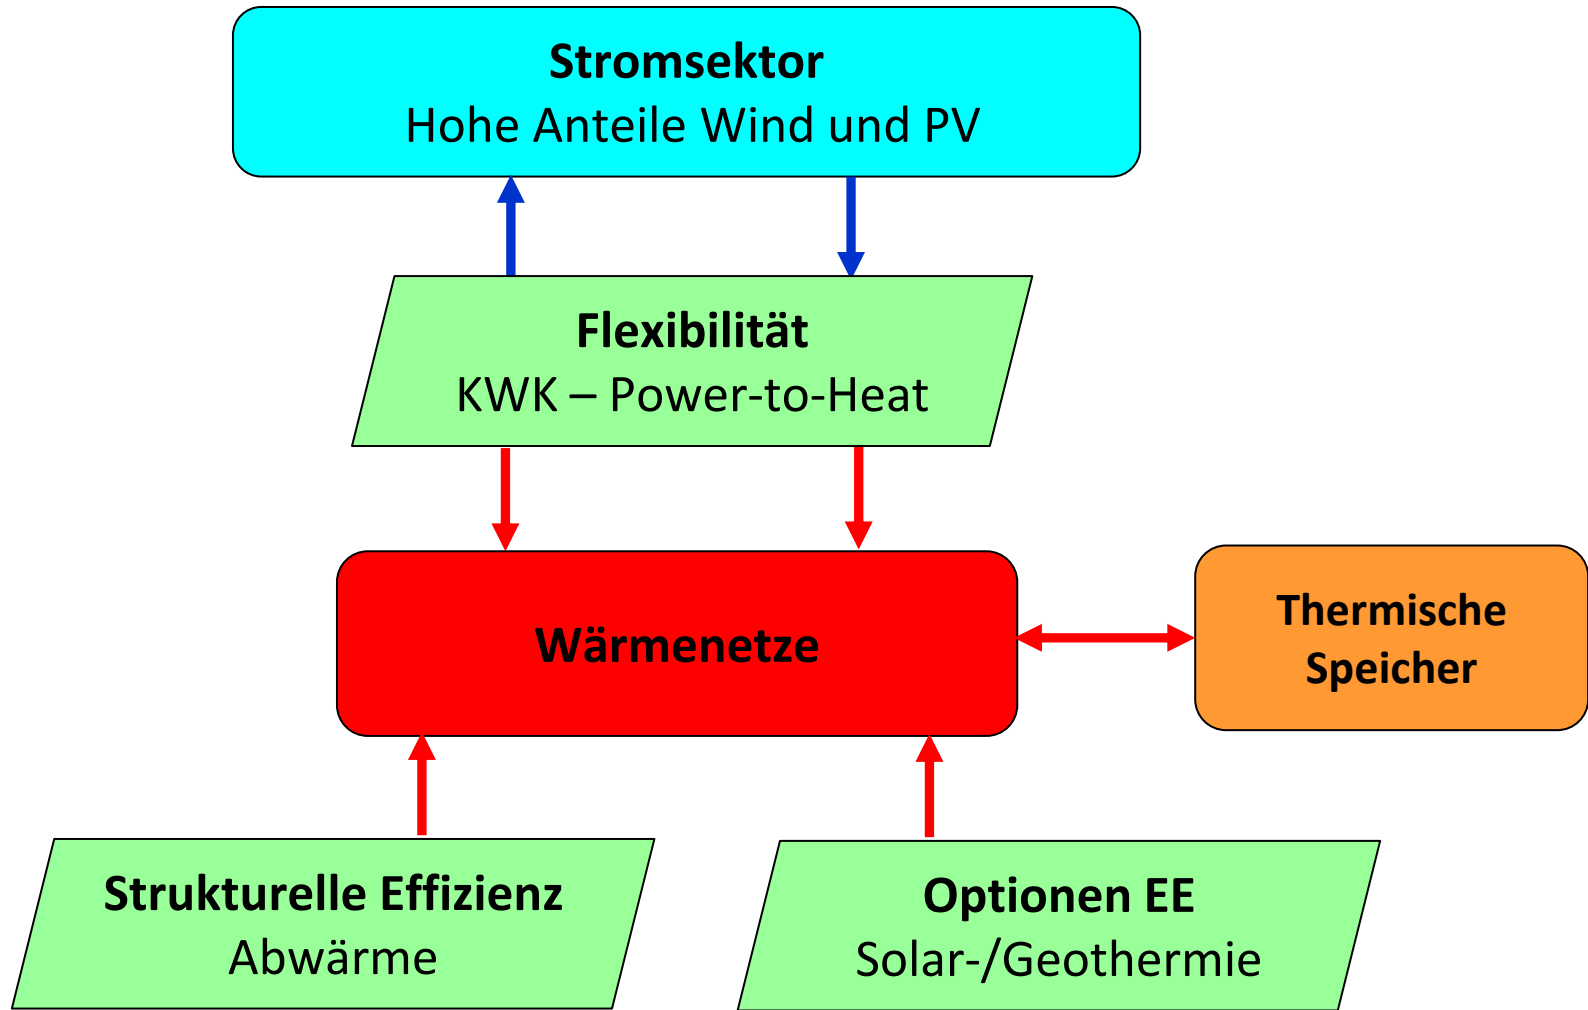 Stromsektor
Hohe Anteile Wind und PV
Flexibilität
KWK – Power-to-Heat
Wärmenetze
Thermische
Speicher
Strukturelle Effizienz
Abwärme
Optionen EE
Solar-/Geothermie